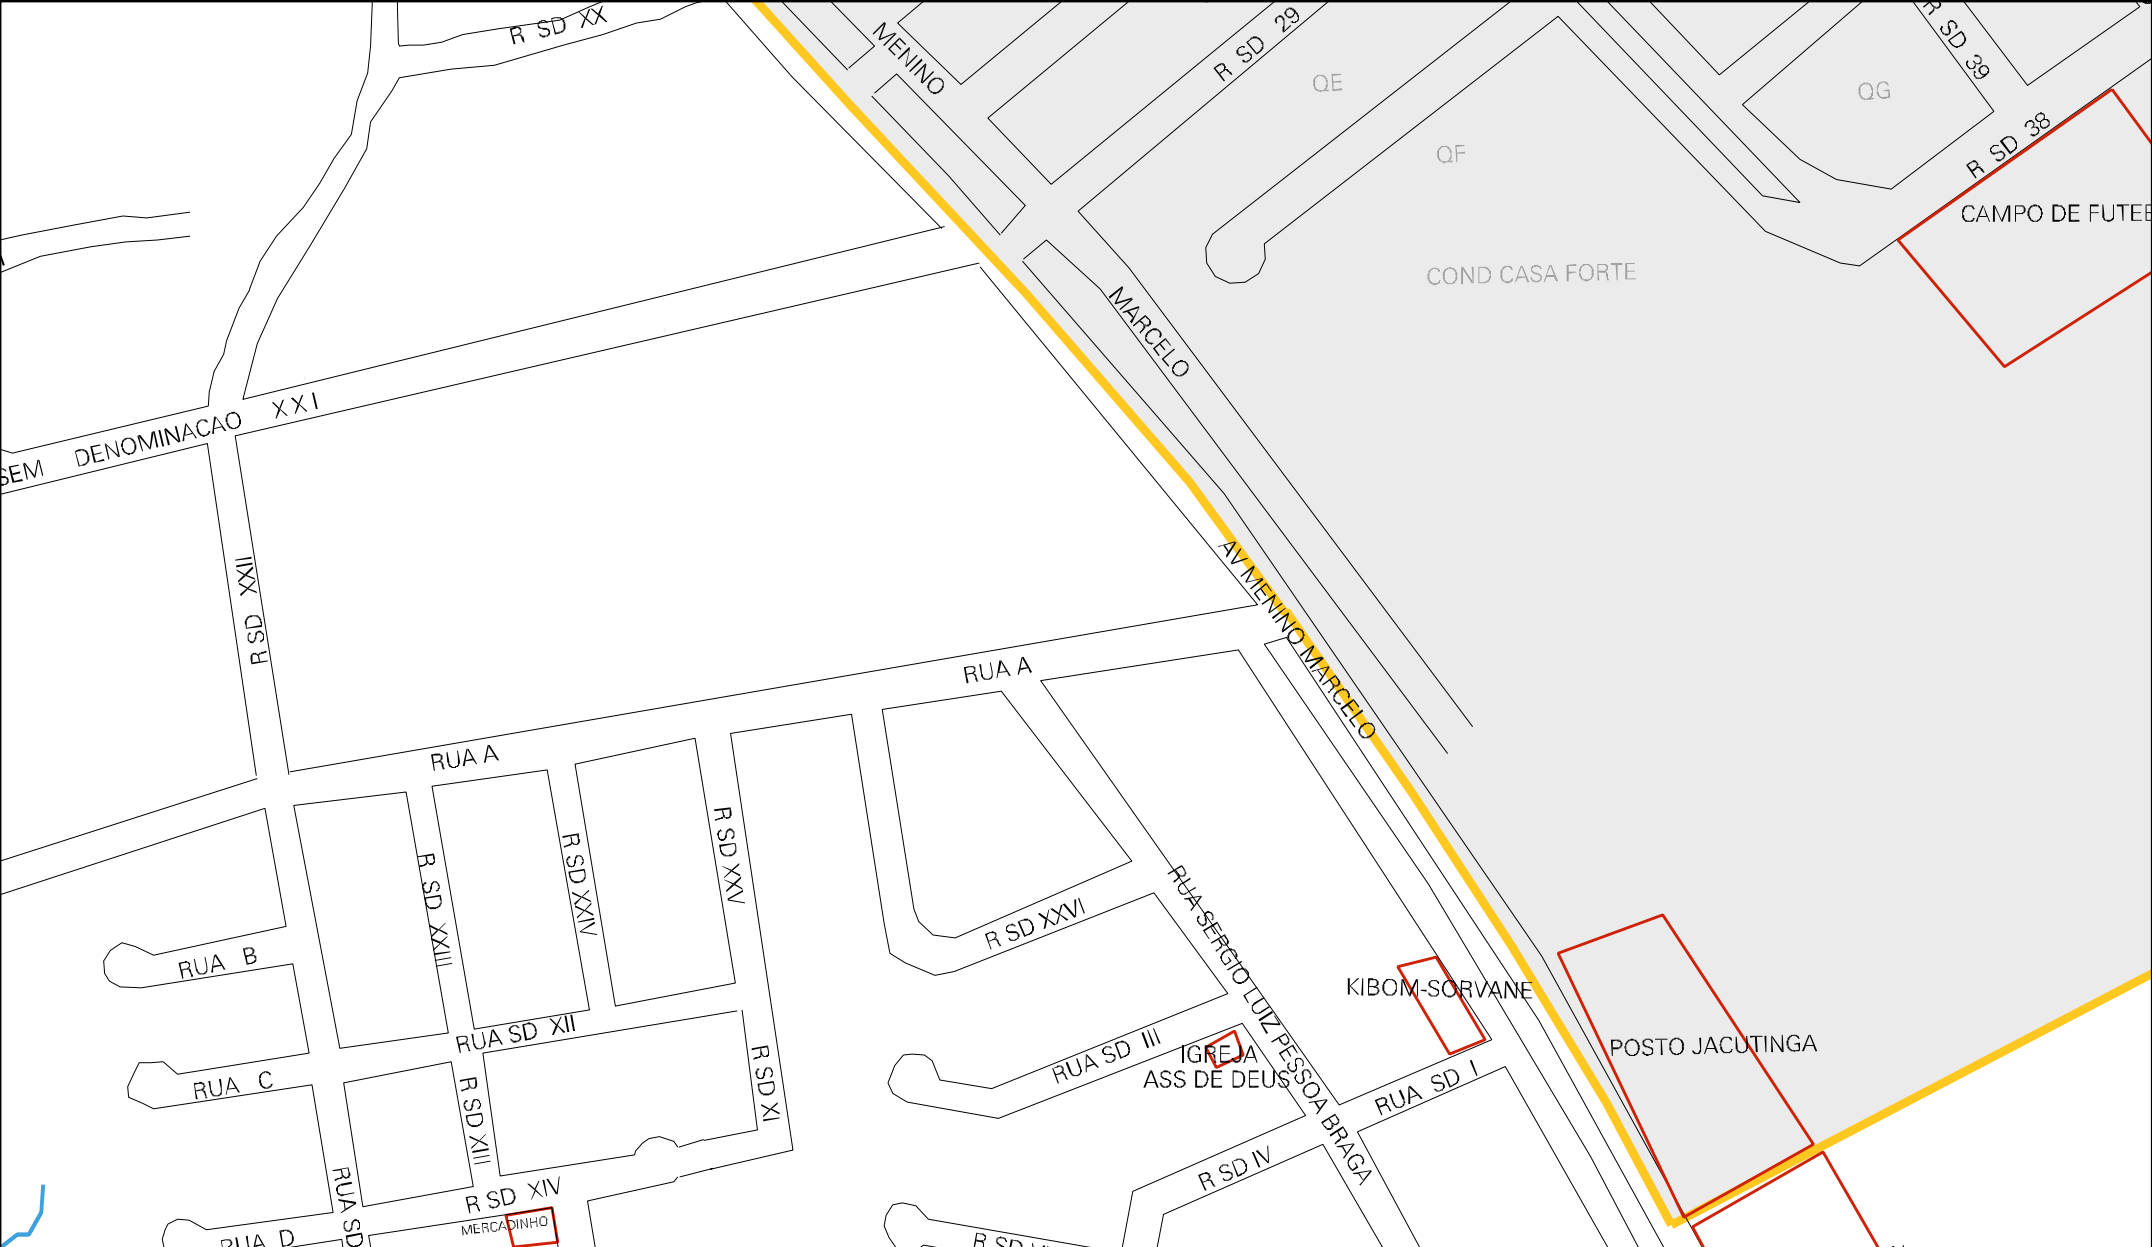 R SD XX
MENINO
R SD 29
QE
QF
QG
R SD 39
R SD 38
CAMPO DE FUTEB
COND CASA FORTE
MARCELO
SEM DENOMINACAO XXI
R SD XXII
AV MENINO MARCELO
RUA A
RUA A
R SD XXV
R SD XXIV
R SD XXIII
R SD XXVI
RUA SERGIO LUIZ PESSOA BRAGA
RUA B
KIBOM-SORVANE
POSTO JACUTINGA
RUA SD XII
RUA SD III
IGREJA
ASS DE DEUS
RUA C
R SD XI
R SD XIII
RUA SD I
R SD IV
R SD XIV
RUA SD
MERCADINHO
RUA D
R SD